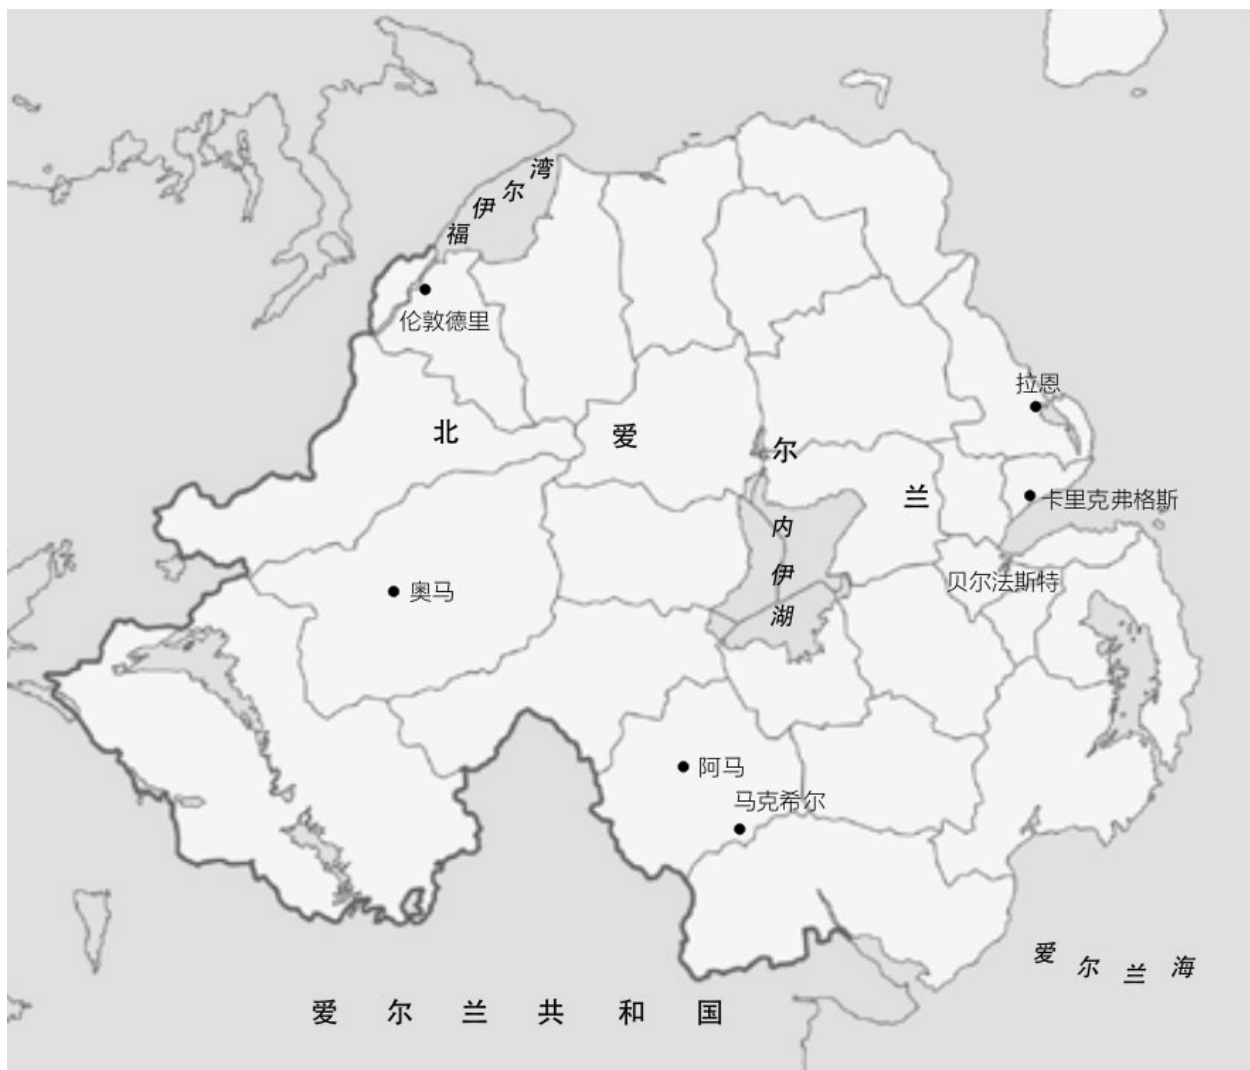 福伊尔湾
伦敦德里
拉恩
北爱尔兰
卡里克弗格斯
内伊湖
贝尔法斯特
奥马
阿马
马克希尔
爱尔兰海
爱尔兰共和国